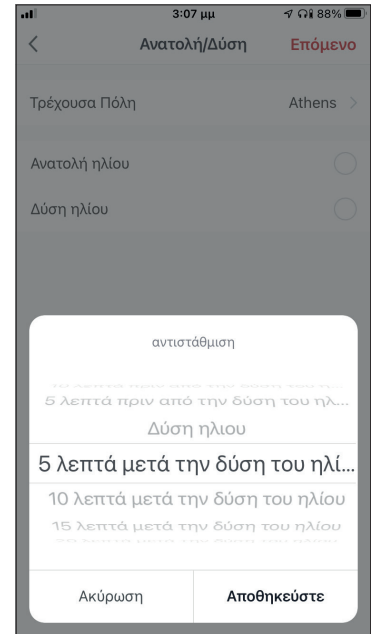 3:07 μμ 88%
Ανατολή/Δύση Επόμενο
Τρέχουσα Πόλη Athens
Ανατολή ηλίου
Δύση ηλίου
αντιστάθμιση
5 λεπτά πριν από την δύση του ηλ...
Δύση ηλιου
5 λεπτά μετά την δύση του ηλί...
10 λεπτά μετά την δύση του ηλίου
15 λεπτά μετά την δύση του ηλίου
Ακύρωση Αποθηκεύστε